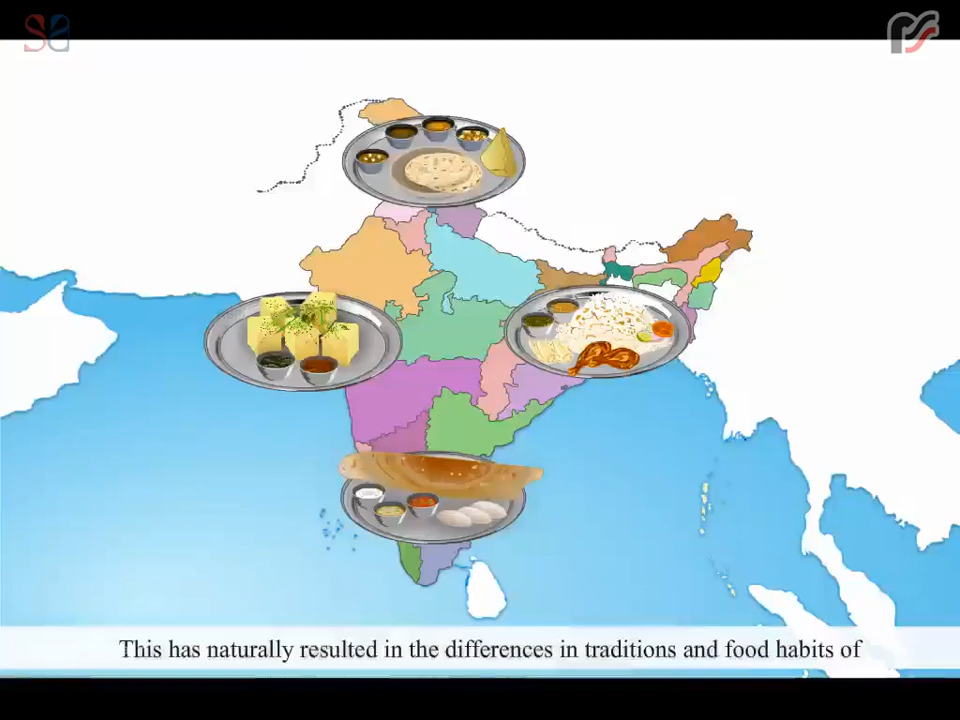 This has naturally resulted in the differences in traditions and food habits of